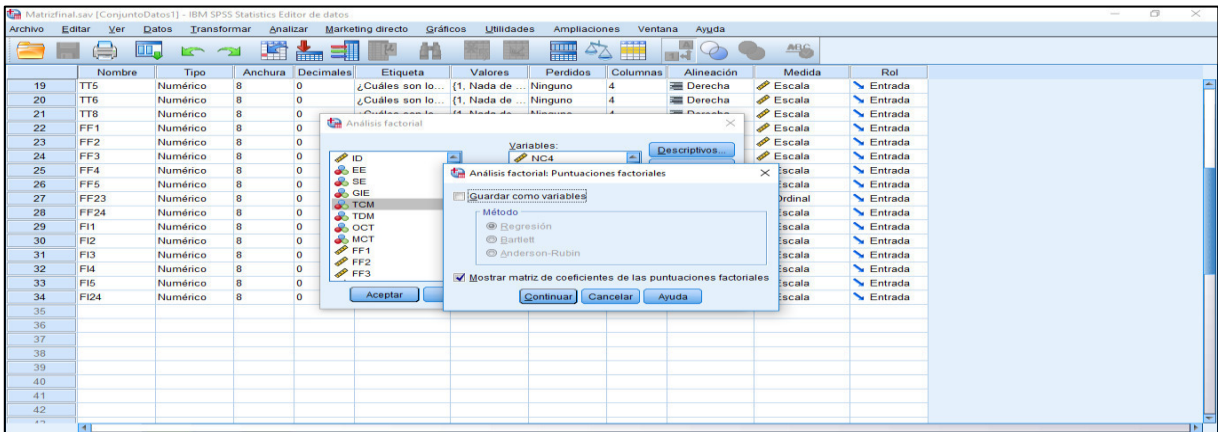 Matrizfinal.sav [ConjuntoDatos1] - IBM SPSS Statistics Editor de datos
Archivo Editar Ver Datos Transformar Analizar Marketing directo Gráficos Utilidades Ampliaciones Ventana Ayuda
Nombre Tipo Anchura Decimales Etiqueta Valores Perdidos Columnas Alineación Medida Rol
19 TT5 Numérico 8 0 ¿Cuáles son lo... {1, Nada de ... Ninguno 4 Derecha Escala Entrada
20 TT6 Numérico 8 0 ¿Cuáles son lo... {1, Nada de ... Ninguno 4 Derecha Escala Entrada
21 TT8 Numérico 8 0 Escala Entrada
22 FF1 Numérico 8 0 Escala Entrada
23 FF2 Numérico 8 0 Escala Entrada
24 FF3 Numérico 8 0 Escala Entrada
25 FF4 Numérico 8 0 Escala Entrada
26 FF5 Numérico 8 0 Escala Entrada
27 FF23 Numérico 8 0 Ordinal Entrada
28 FF24 Numérico 8 0 Escala Entrada
29 FI1 Numérico 8 0 Escala Entrada
30 FI2 Numérico 8 0 Escala Entrada
31 FI3 Numérico 8 0 Escala Entrada
32 FI4 Numérico 8 0 Escala Entrada
33 FI5 Numérico 8 0 Escala Entrada
34 FI24 Numérico 8 0 Escala Entrada
35
36
37
38
39
40
41
42
Análisis factorial
Variables:
ID
EE
SE
GIE
TCM
TDM
OCT
MCT
FF1
FF2
FF3
NC4
Descriptivos...
Aceptar
Análisis factorial: Puntuaciones factoriales
Guardar como variables
Método
Regresión
Bartlett
Anderson-Rubin
Mostrar matriz de coeficientes de las puntuaciones factoriales
Continuar Cancelar Ayuda